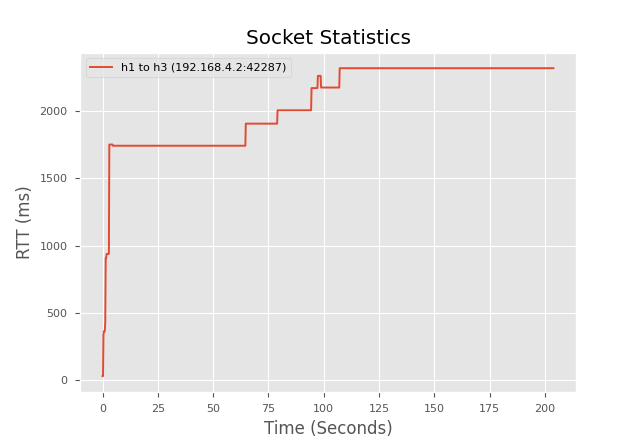 Socket Statistics
h1 to h3 (192.168.4.2:42287)
2000
1500
1000
500
0
RTT (ms)
0 25 50 75 100 125 150 175 200
Time (Seconds)